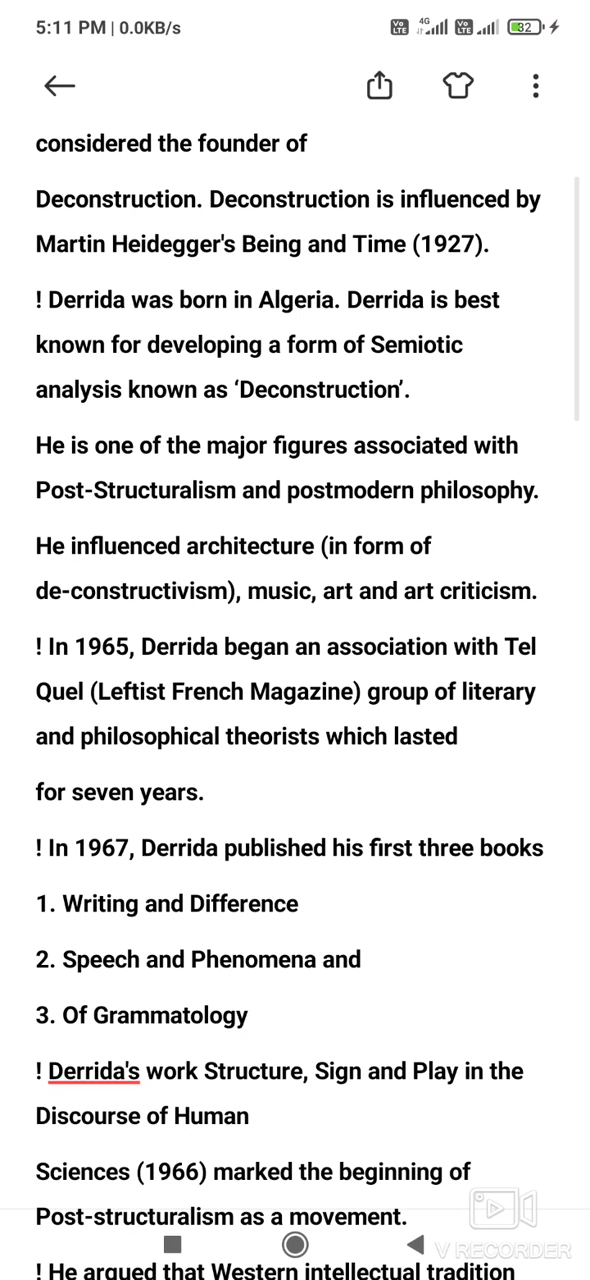 5:11 PM | 0.0KB/s
Vo LTE 4G Vo LTE 32
considered the founder of
Deconstruction. Deconstruction is influenced by
Martin Heidegger's Being and Time (1927).
! Derrida was born in Algeria. Derrida is best
known for developing a form of Semiotic
analysis known as ‘Deconstruction’.
He is one of the major figures associated with
Post-Structuralism and postmodern philosophy.
He influenced architecture (in form of
de-constructivism), music, art and art criticism.
! In 1965, Derrida began an association with Tel
Quel (Leftist French Magazine) group of literary
and philosophical theorists which lasted
for seven years.
! In 1967, Derrida published his first three books
1. Writing and Difference
2. Speech and Phenomena and
3. Of Grammatology
! Derrida's work Structure, Sign and Play in the
Discourse of Human
Sciences (1966) marked the beginning of
Post-structuralism as a movement.
V RECORDER
! He argued that Western intellectual tradition